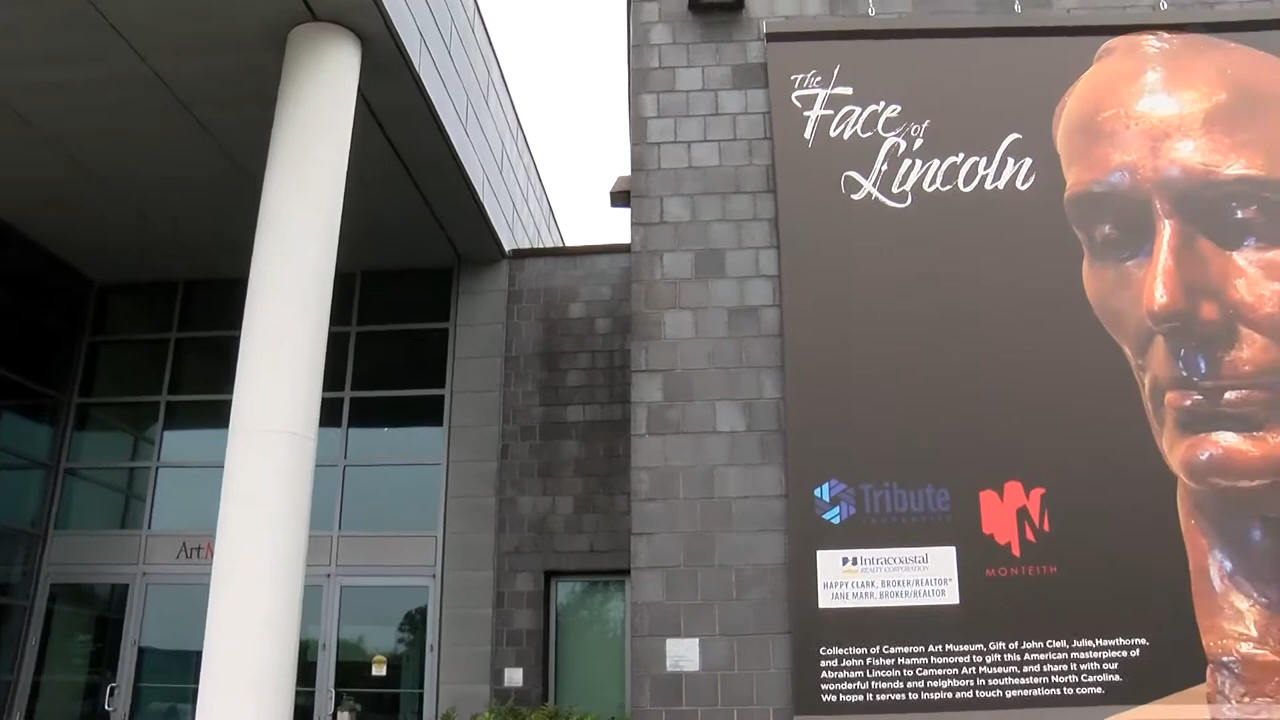 The
Face of
Lincoln
Tribute
PROPERTIES
MONTEITH
Intracoastal
REALTY CORPORATION
HAPPY CLARK, BROKER/REALTOR®
JANE MARR, BROKER/REALTOR
Collection of Cameron Art Museum, Gift of John Clell, Julie,Hawthorne,
and John Fisher Hamm honored to gift this American masterpiece of
Abraham Lincoln to Cameron Art Museum, and share it with our
wonderful friends and neighbors in southeastern North Carolina.
We hope it serves to inspire and touch generations to come.
Art